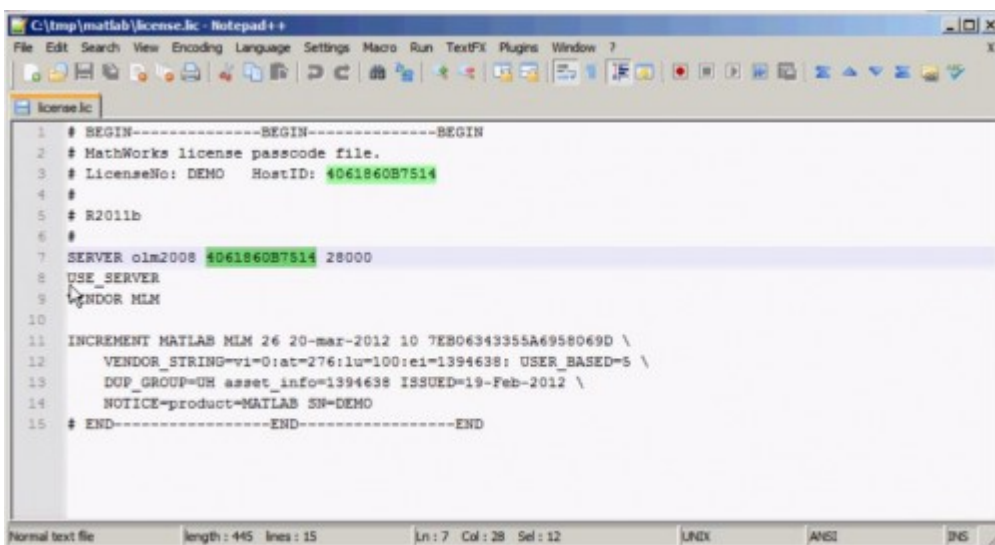 C:\tmp\matlab\license.lic - Notepad++
File Edit Search View Encoding Language Settings Macro Run TextFX Plugins Window ?
X
license.lic
1 # BEGIN--------------BEGIN--------------BEGIN
2 # MathWorks license passcode file.
3 # LicenseNo: DEMO HostID: 4061860B7514
4 #
5 # R2011b
6 #
7 SERVER olm2008 4061860B7514 28000
8 USE_SERVER
9 VENDOR MLM
10
11 INCREMENT MATLAB MLM 26 20-mar-2012 10 7EB06343355A6958069D \
12 VENDOR_STRING=vi=0:at=276:lu=100:ei=1394638: USER_BASED=5 \
13 DUP_GROUP=UH asset_info=1394638 ISSUED=19-Feb-2012 \
14 NOTICE=product=MATLAB SN=DEMO
15 # END-----------------END-----------------END
Normal text file length : 445 lines : 15 Ln : 7 Col : 28 Sel : 12 UNIX ANSI INS